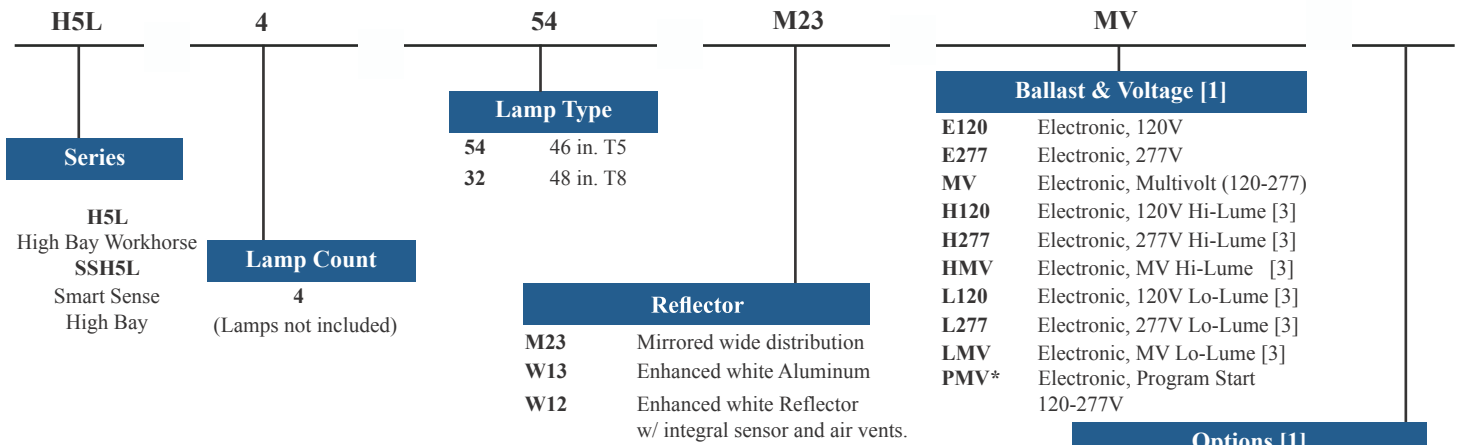 H5L 4 54 M23 MV
Ballast & Voltage [1]
E120 Electronic, 120V
E277 Electronic, 277V
MV Electronic, Multivolt (120-277)
H120 Electronic, 120V Hi-Lume [3]
H277 Electronic, 277V Hi-Lume [3]
HMV Electronic, MV Hi-Lume [3]
L120 Electronic, 120V Lo-Lume [3]
L277 Electronic, 277V Lo-Lume [3]
LMV Electronic, MV Lo-Lume [3]
PMV* Electronic, Program Start
120-277V
Lamp Type
54 46 in. T5
32 48 in. T8
Series
H5L
High Bay Workhorse
SSH5L
Smart Sense
High Bay
Lamp Count
4
(Lamps not included)
Reflector
M23 Mirrored wide distribution
W13 Enhanced white Aluminum
W12 Enhanced white Reflector
w/ integral sensor and air vents.
Options [1]